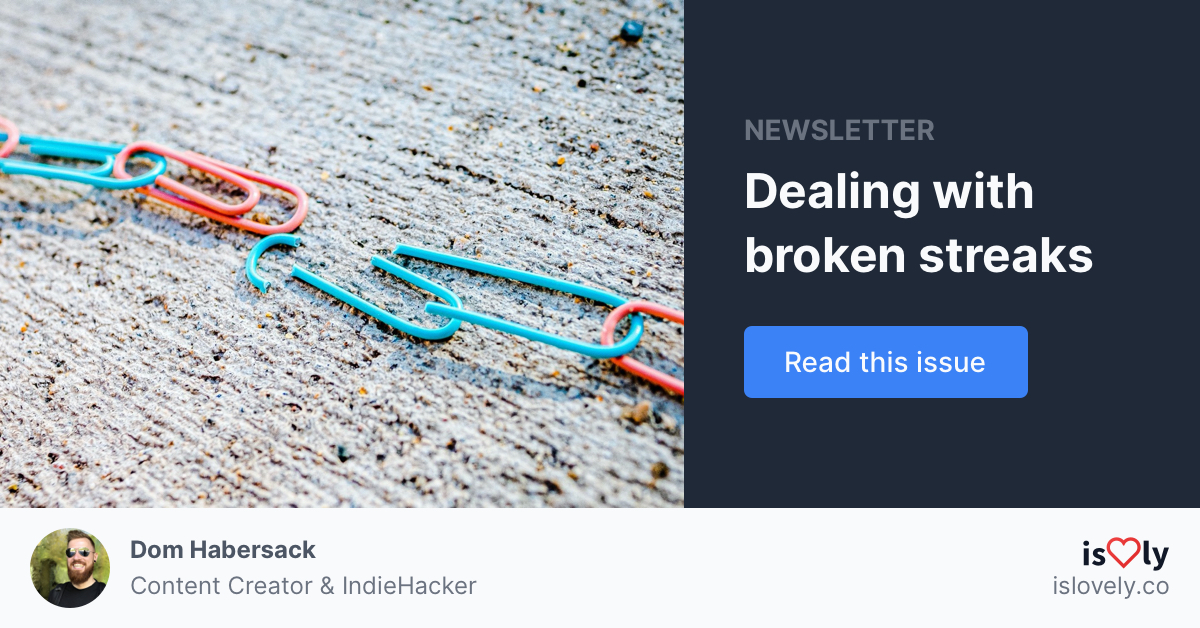 NEWSLETTER
Dealing with
broken streaks
Read this issue
Dom Habersack
Content Creator & IndieHacker
is♡ly
islovely.co